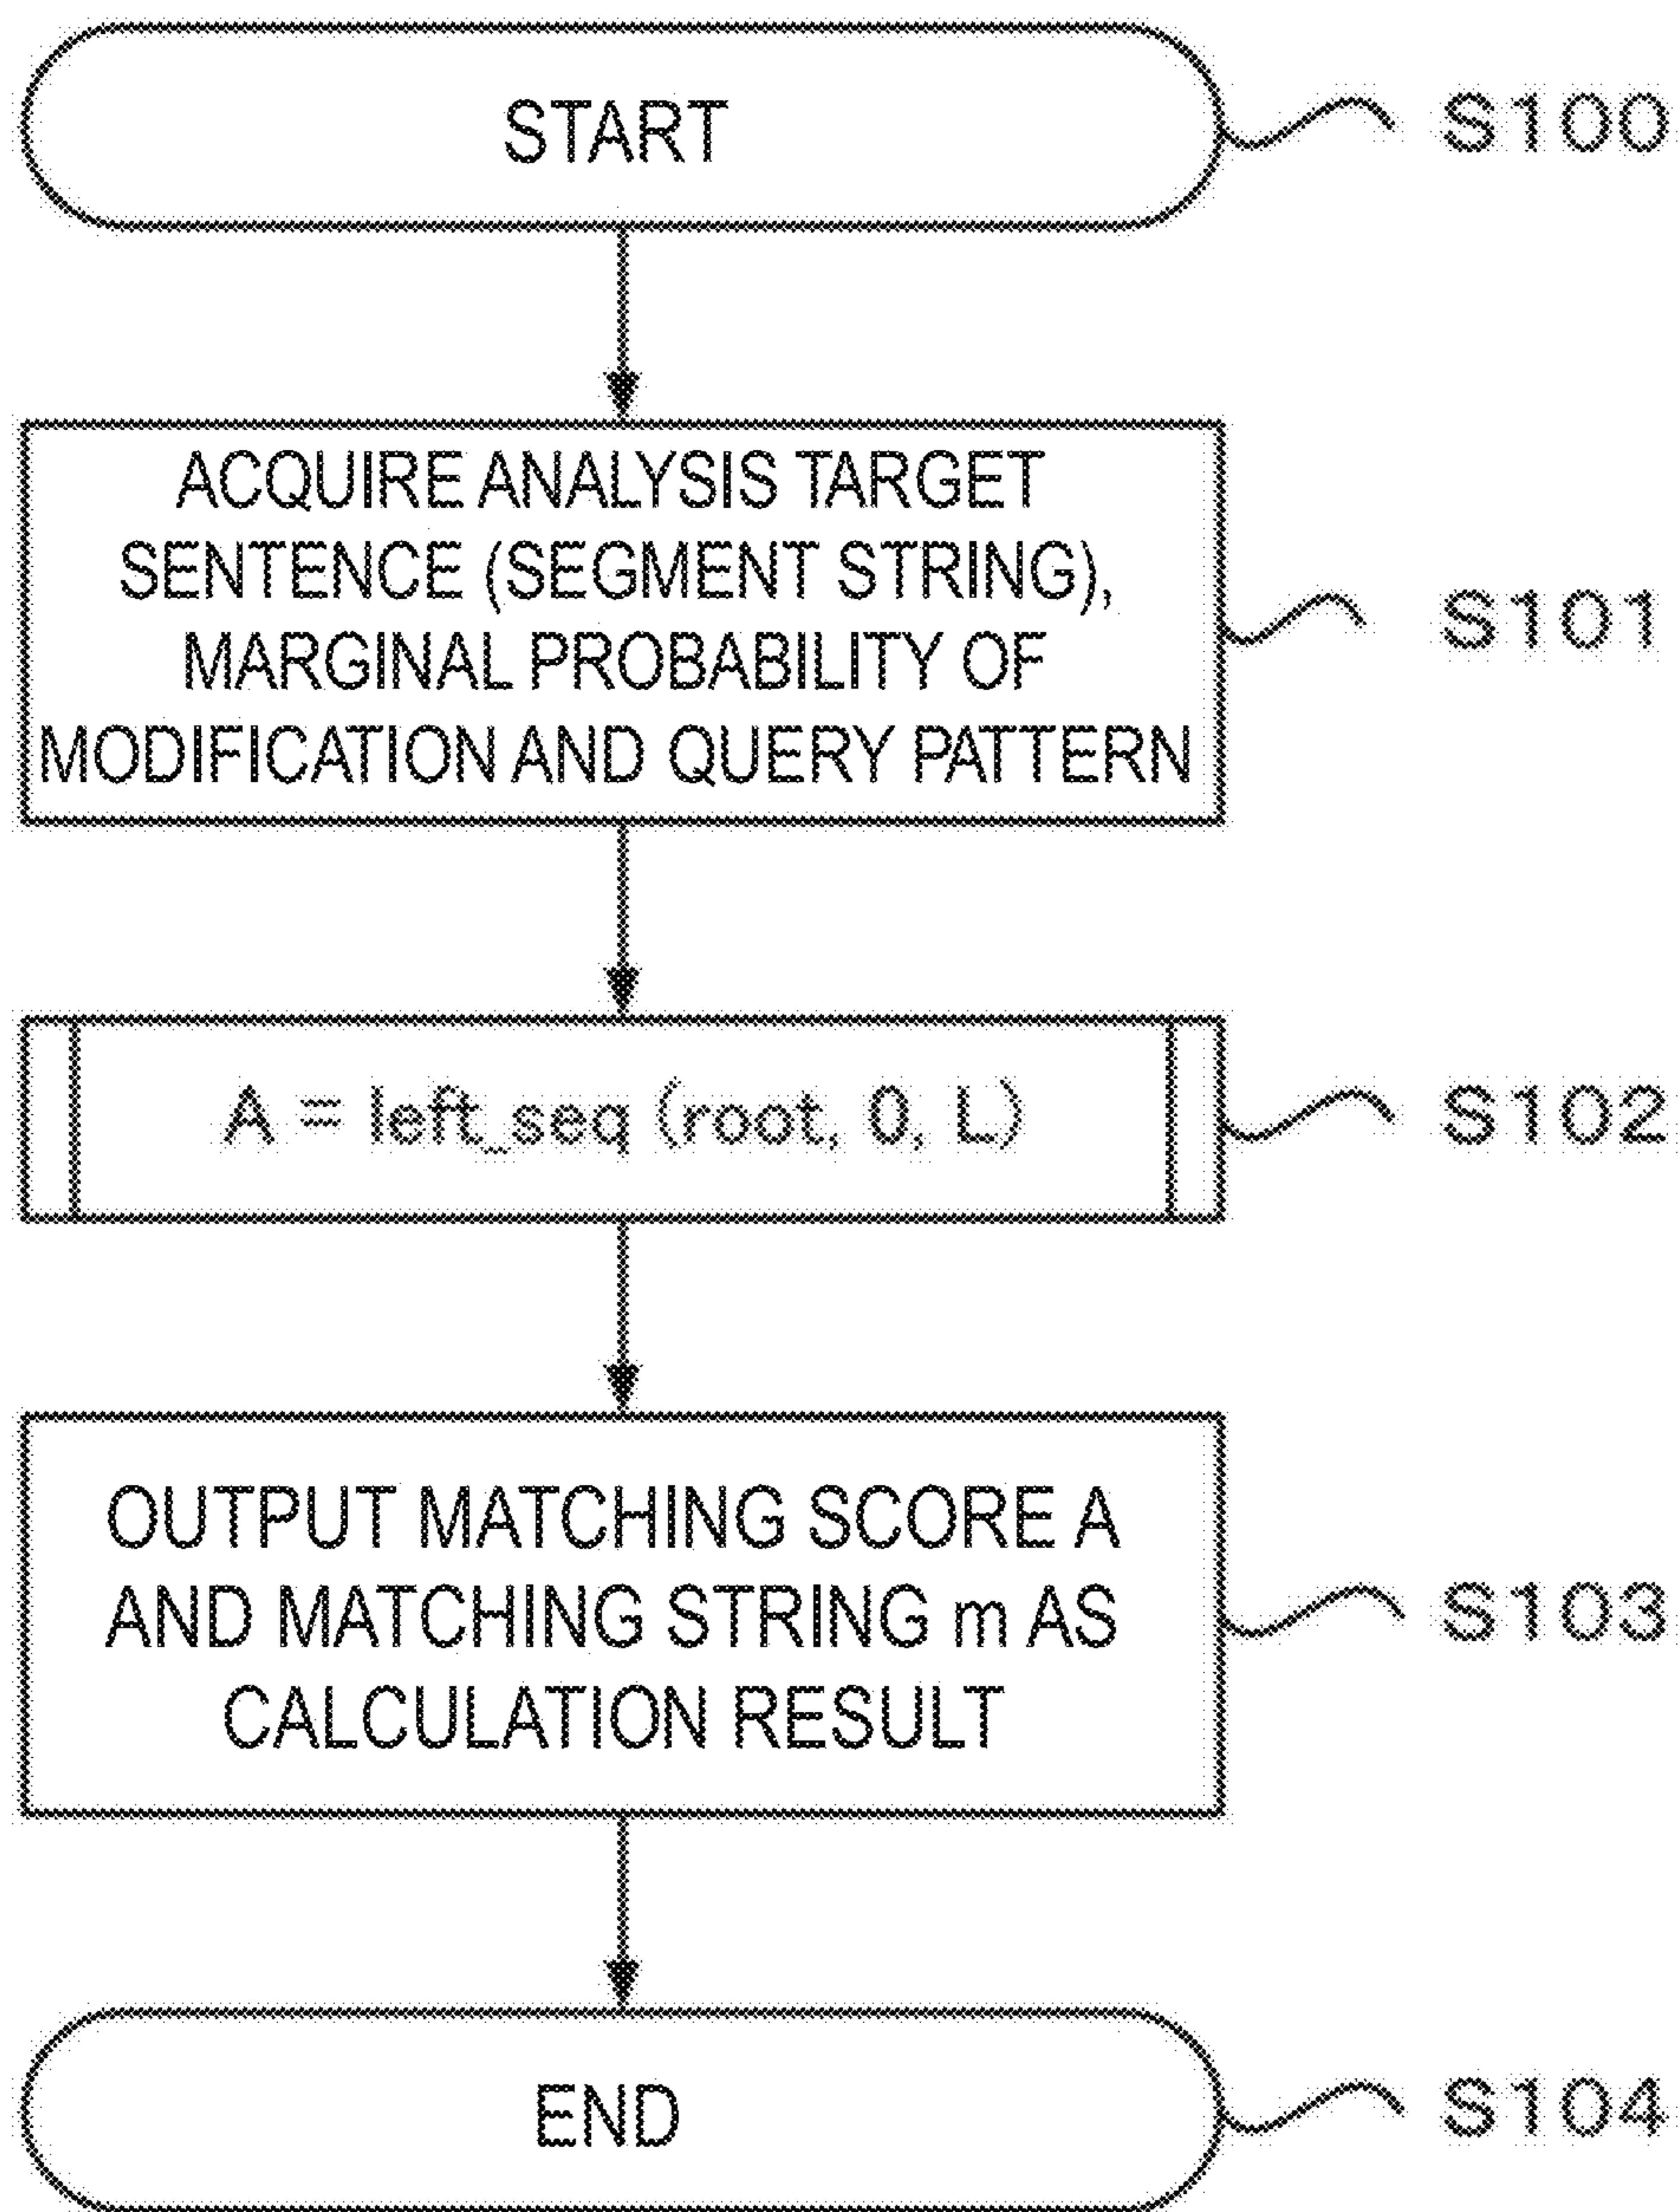 START
S100
ACQUIRE ANALYSIS TARGET
SENTENCE (SEGMENT STRING),
MARGINAL PROBABILITY OF
MODIFICATION AND QUERY PATTERN
S101
A = left_seq (root, 0, L)
S102
OUTPUT MATCHING SCORE A
AND MATCHING STRING m AS
CALCULATION RESULT
S103
END
S104